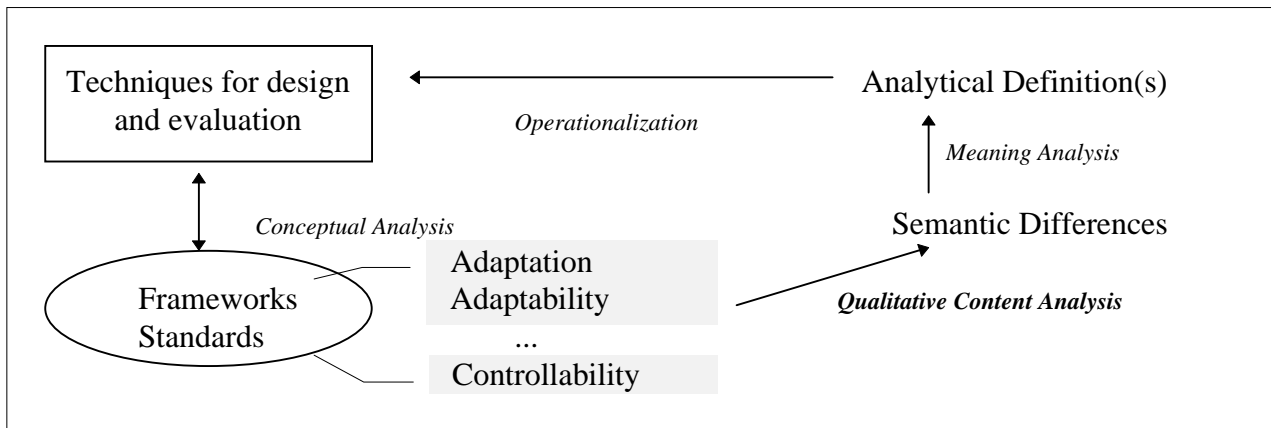 Techniques for design
and evaluation
Analytical Definition(s)
Operationalization
Meaning Analysis
Semantic Differences
Conceptual Analysis
Adaptation
Adaptability
...
Controllability
Frameworks
Standards
Qualitative Content Analysis